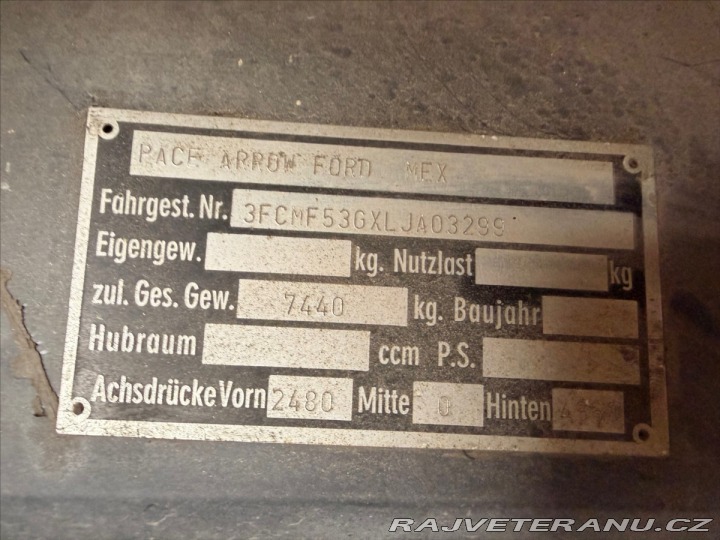 PACE ARROW FORD MEX
Fahrgest. Nr. 3FCMF53GXLJA03299
Eigengew. kg. Nutzlast kg
zul. Ges. Gew. 7440 kg. Baujahr
Hubraum ccm P.S.
Achsdrücke Vorn 2480 Mitte 0 Hinten
RAJVETERANU.CZ